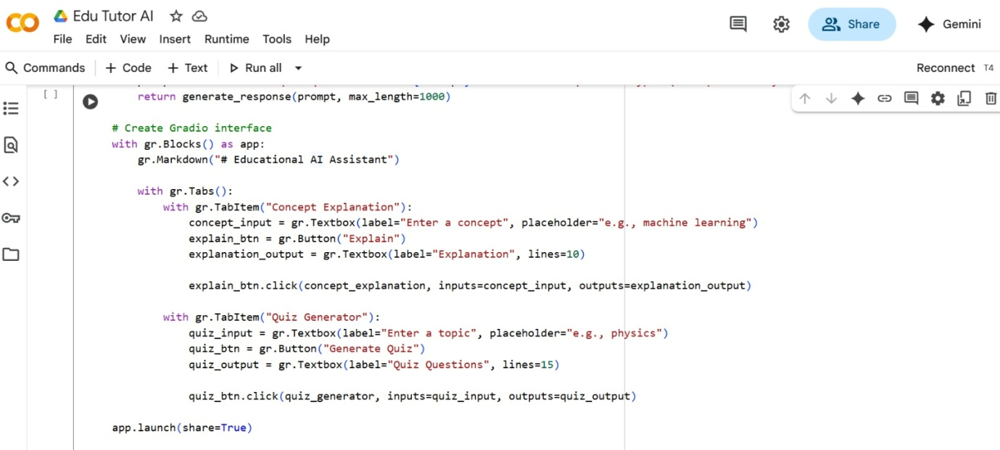 Edu Tutor AI
File Edit View Insert Runtime Tools Help
Share
Gemini
Commands + Code + Text Run all
Reconnect T4
[ ]
return generate_response(prompt, max_length=1000)
# Create Gradio interface
with gr.Blocks() as app:
gr.Markdown("# Educational AI Assistant")
with gr.Tabs():
with gr.TabItem("Concept Explanation"):
concept_input = gr.Textbox(label="Enter a concept", placeholder="e.g., machine learning")
explain_btn = gr.Button("Explain")
explanation_output = gr.Textbox(label="Explanation", lines=10)
explain_btn.click(concept_explanation, inputs=concept_input, outputs=explanation_output)
with gr.TabItem("Quiz Generator"):
quiz_input = gr.Textbox(label="Enter a topic", placeholder="e.g., physics")
quiz_btn = gr.Button("Generate Quiz")
quiz_output = gr.Textbox(label="Quiz Questions", lines=15)
quiz_btn.click(quiz_generator, inputs=quiz_input, outputs=quiz_output)
app.launch(share=True)